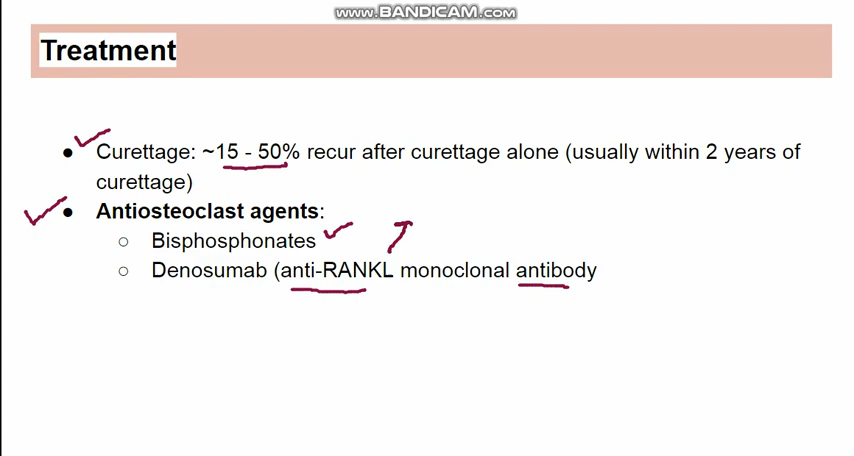 www.BANDICAM.com
Treatment
● Curettage: ~15 - 50% recur after curettage alone (usually within 2 years of
curettage)
● Antiosteoclast agents:
○ Bisphosphonates
○ Denosumab (anti-RANKL monoclonal antibody